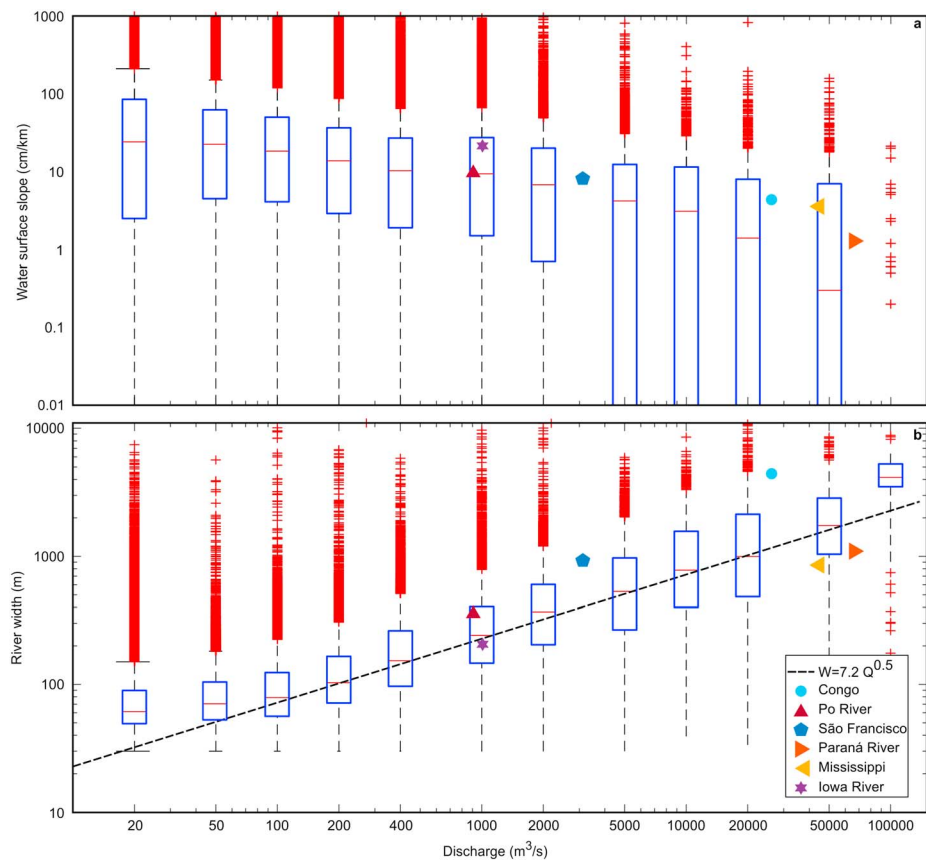 a
1000
100
10
1
0.1
0.01
Water surface slope (cm/km)
b
10000
1000
100
10
River width (m)
W=7.2 Q^0.5
Congo
Po River
São Francisco
Paraná River
Mississippi
Iowa River
20 50 100 200 400 1000 2000 5000 10000 20000 50000 100000
Discharge (m³/s)